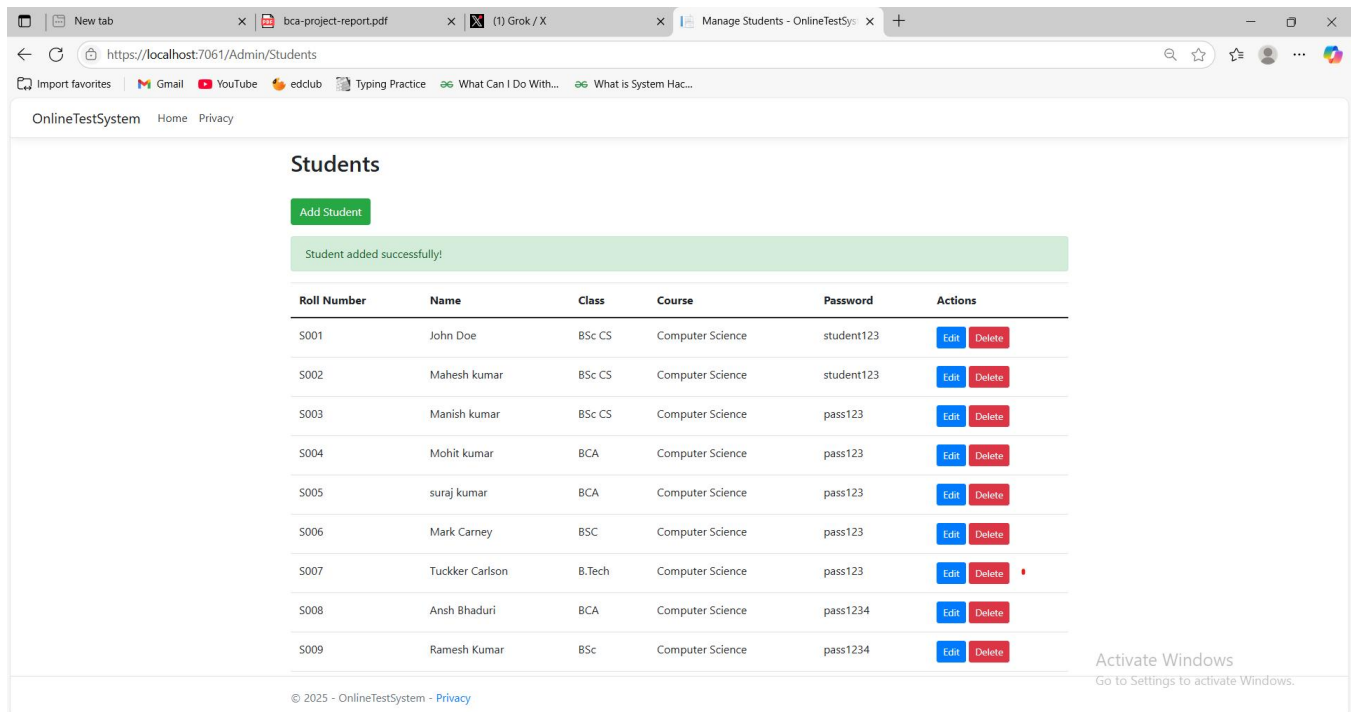 New tab bca-project-report.pdf (1) Grok / X Manage Students - OnlineTestSys
https://localhost:7061/Admin/Students
Import favorites Gmail YouTube edclub Typing Practice What Can I Do With... What is System Hac...
OnlineTestSystem Home Privacy
Students
Add Student
Student added successfully!
Roll Number Name Class Course Password Actions
S001 John Doe BSc CS Computer Science student123 Edit Delete
S002 Mahesh kumar BSc CS Computer Science student123 Edit Delete
S003 Manish kumar BSc CS Computer Science pass123 Edit Delete
S004 Mohit kumar BCA Computer Science pass123 Edit Delete
S005 suraj kumar BCA Computer Science pass123 Edit Delete
S006 Mark Carney BSC Computer Science pass123 Edit Delete
S007 Tuckker Carlson B.Tech Computer Science pass123 Edit Delete
S008 Ansh Bhaduri BCA Computer Science pass1234 Edit Delete
S009 Ramesh Kumar BSc Computer Science pass1234 Edit Delete
Activate Windows
Go to Settings to activate Windows.
© 2025 - OnlineTestSystem - Privacy